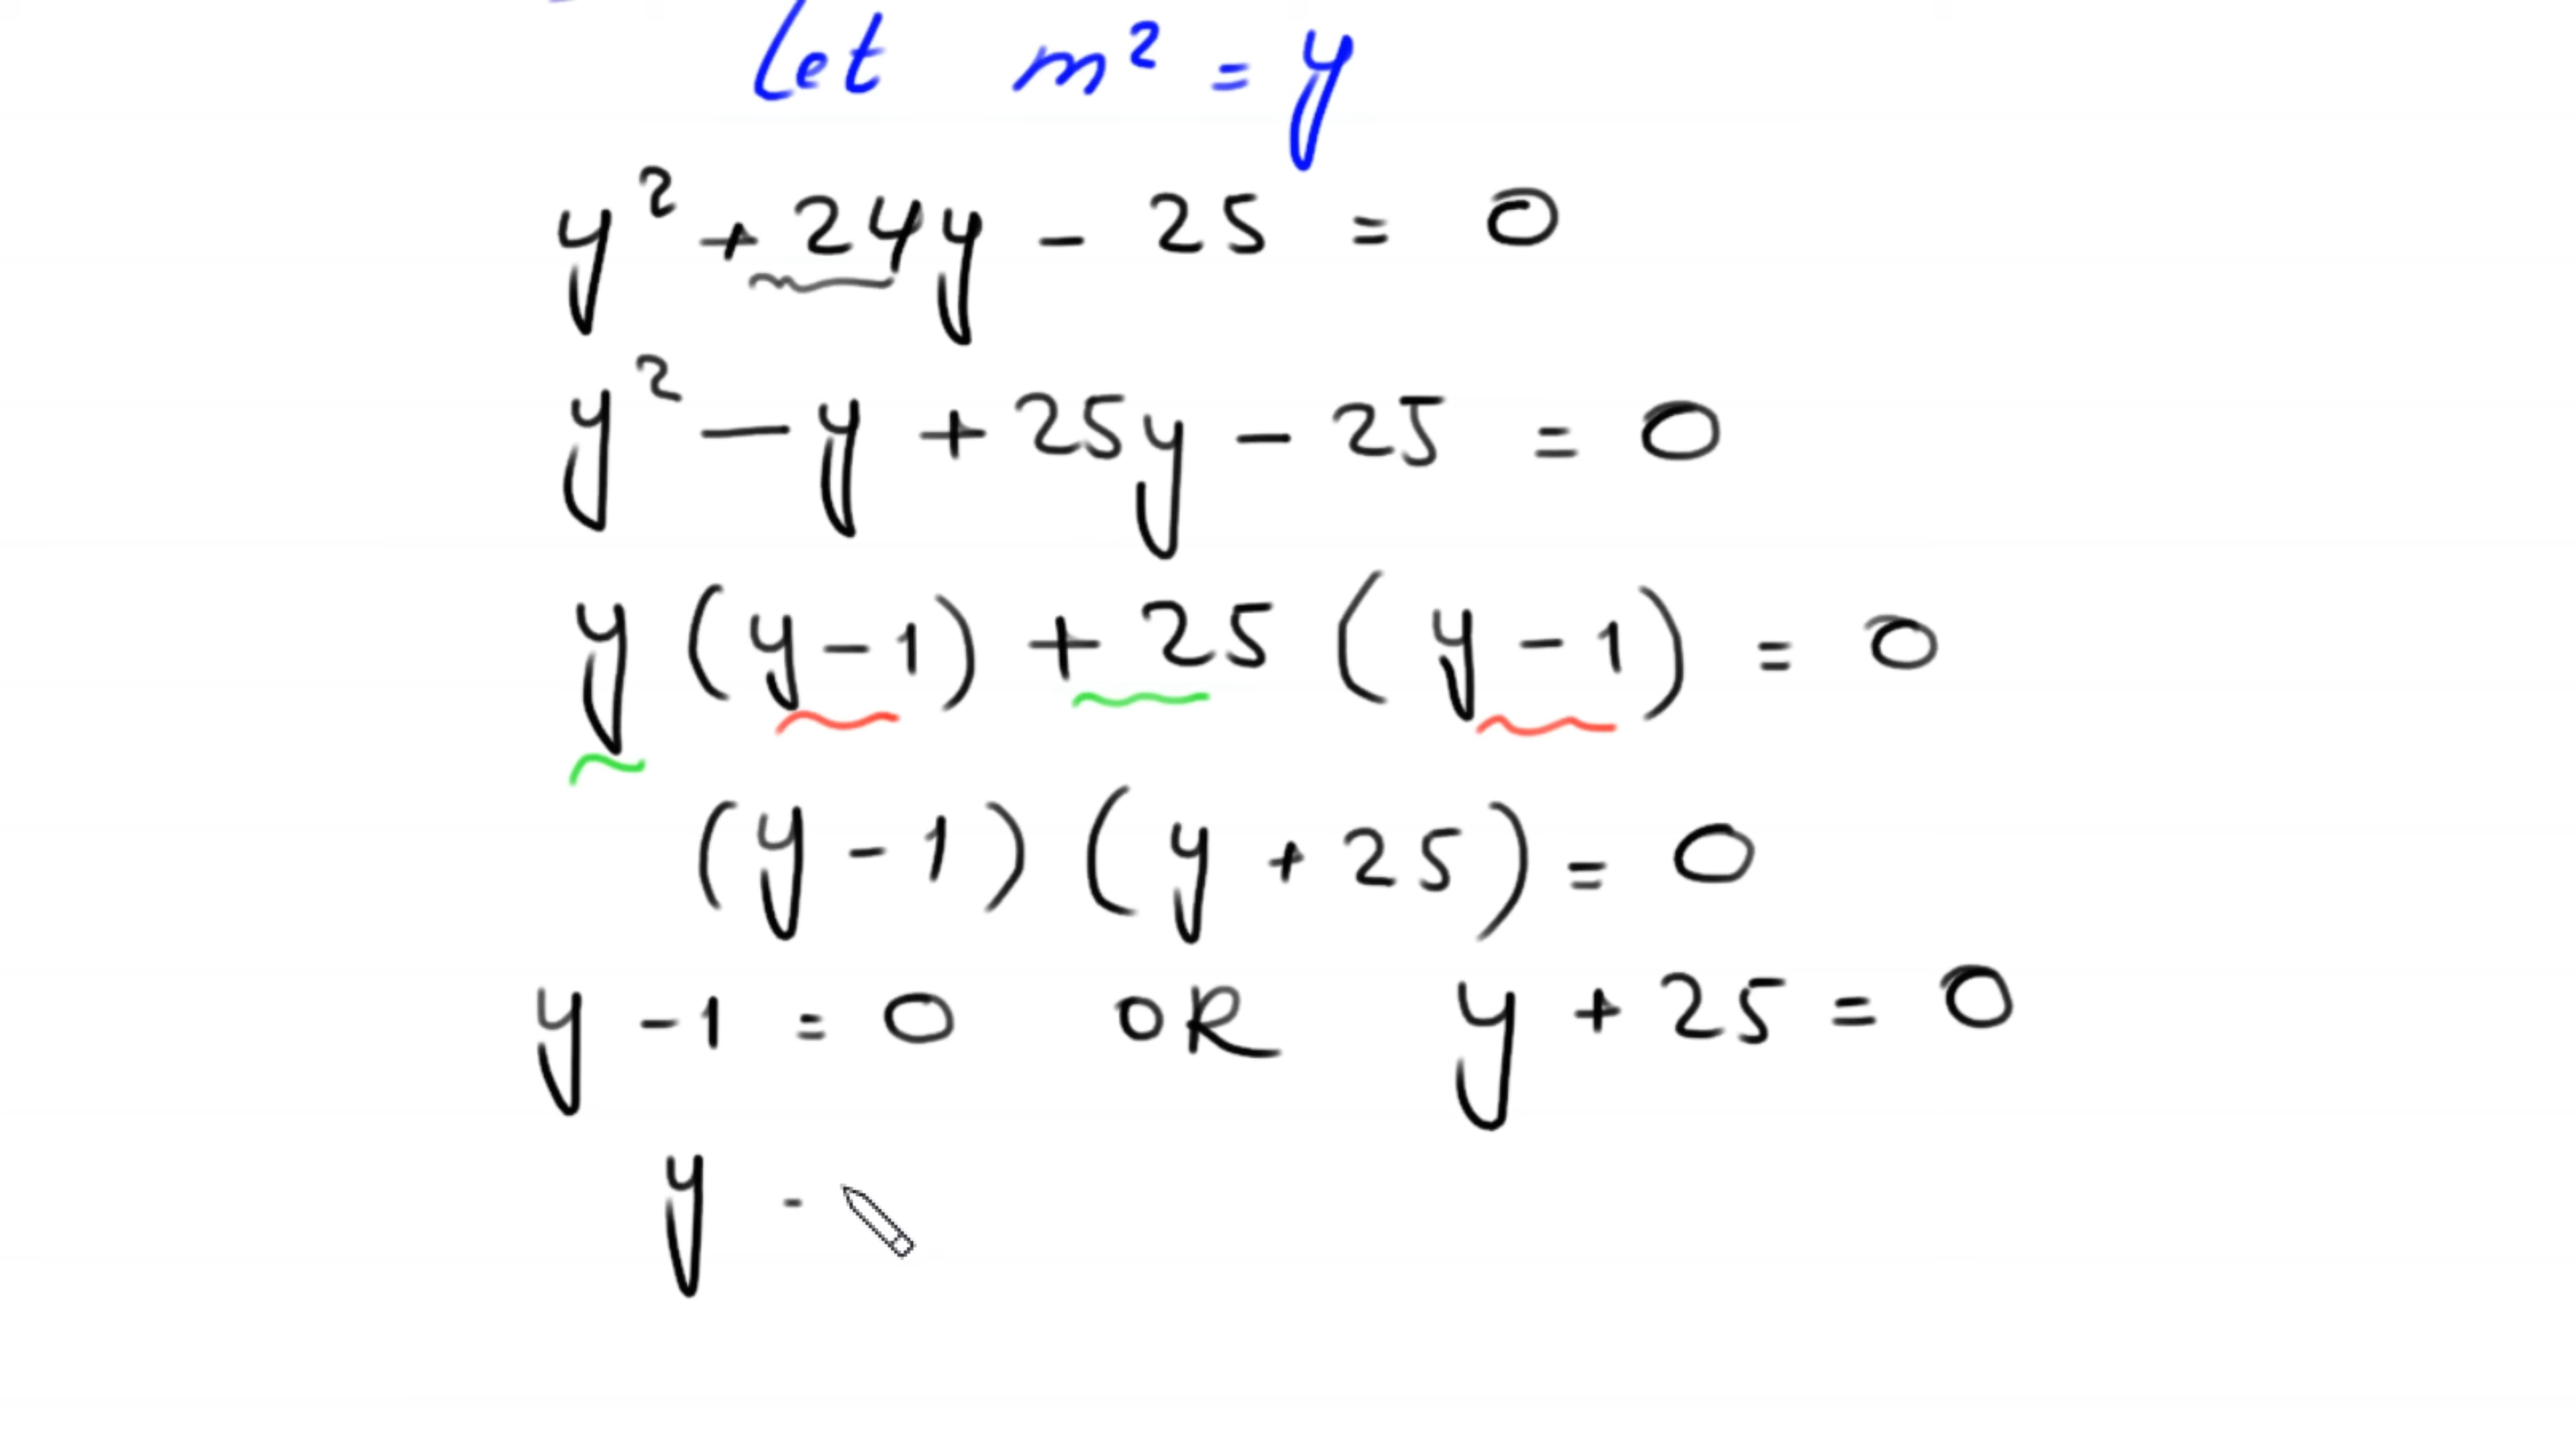 Let m² = y
y² + 24y - 25 = 0
y² - y + 25y - 25 = 0
y (y - 1) + 25 (y - 1) = 0
(y - 1) (y + 25) = 0
y - 1 = 0 OR y + 25 = 0
y -